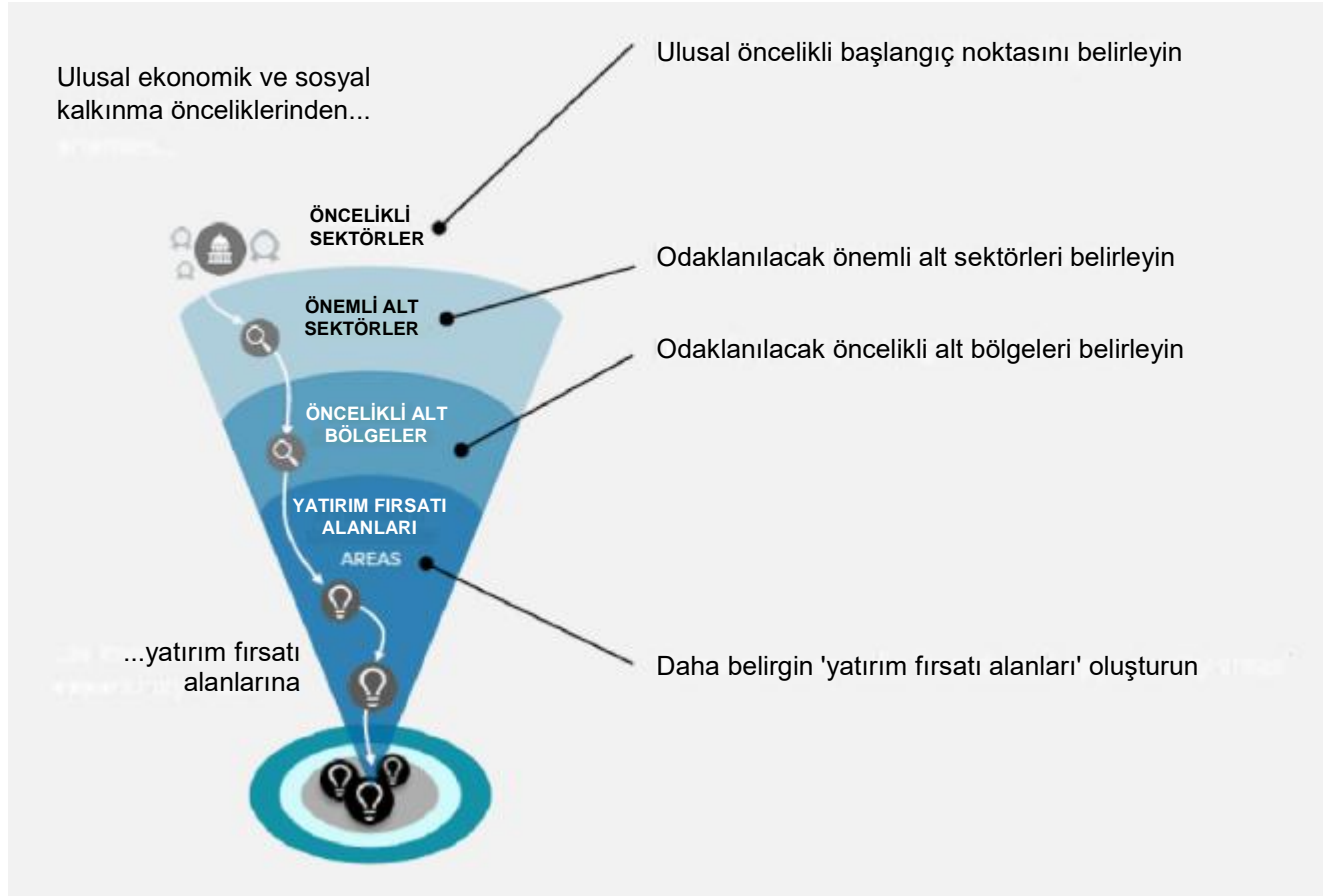 Ulusal öncelikli başlangıç noktasını belirleyin
Ulusal ekonomik ve sosyal
kalkınma önceliklerinden...
ÖNCELİKLİ
SEKTÖRLER
Odaklanılacak önemli alt sektörleri belirleyin
ÖNEMLİ ALT
SEKTÖRLER
Odaklanılacak öncelikli alt bölgeleri belirleyin
ÖNCELİKLİ ALT
BÖLGELER
YATIRIM FIRSATI
ALANLARI
AREAS
...yatırım fırsatı
alanlarına
Daha belirgin 'yatırım fırsatı alanları' oluşturun